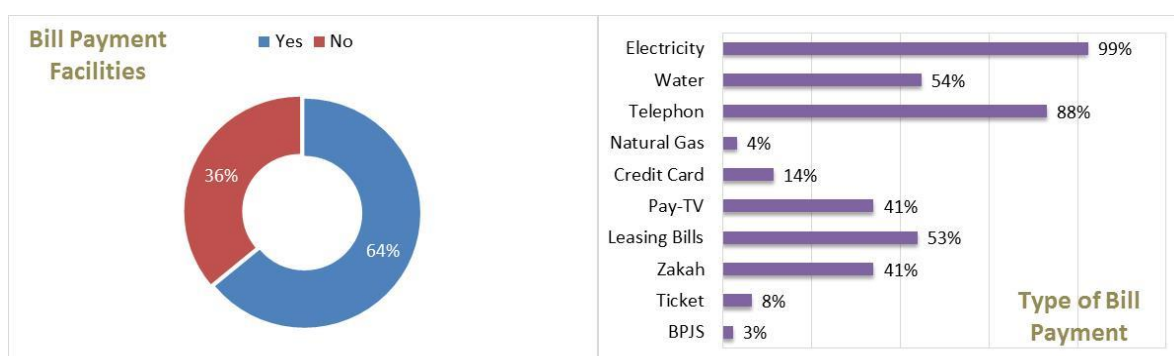 Bill Payment
Facilities
Yes No
36%
64%
Electricity 99%
Water 54%
Telephon 88%
Natural Gas 4%
Credit Card 14%
Pay-TV 41%
Leasing Bills 53%
Zakah 41%
Ticket 8%
BPJS 3%
Type of Bill
Payment